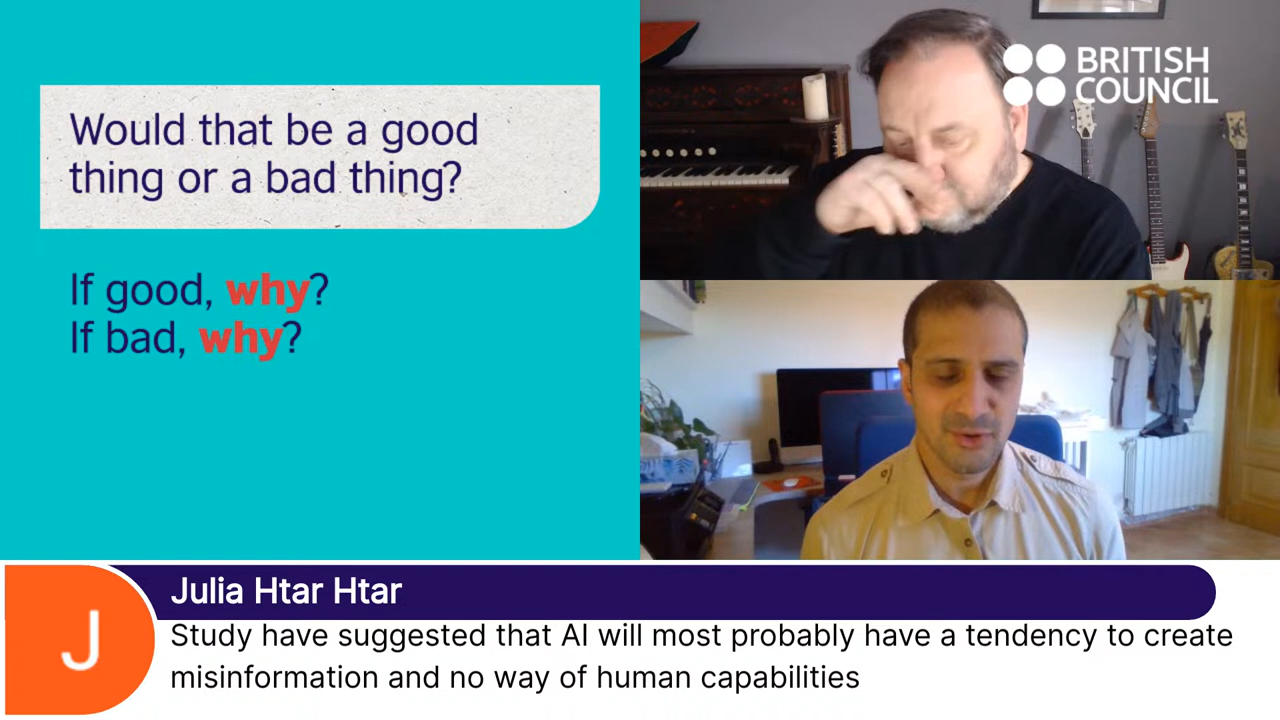 Would that be a good
thing or a bad thing?
If good, why?
If bad, why?
BRITISH
COUNCIL
J
Julia Htar Htar
Study have suggested that AI will most probably have a tendency to create
misinformation and no way of human capabilities